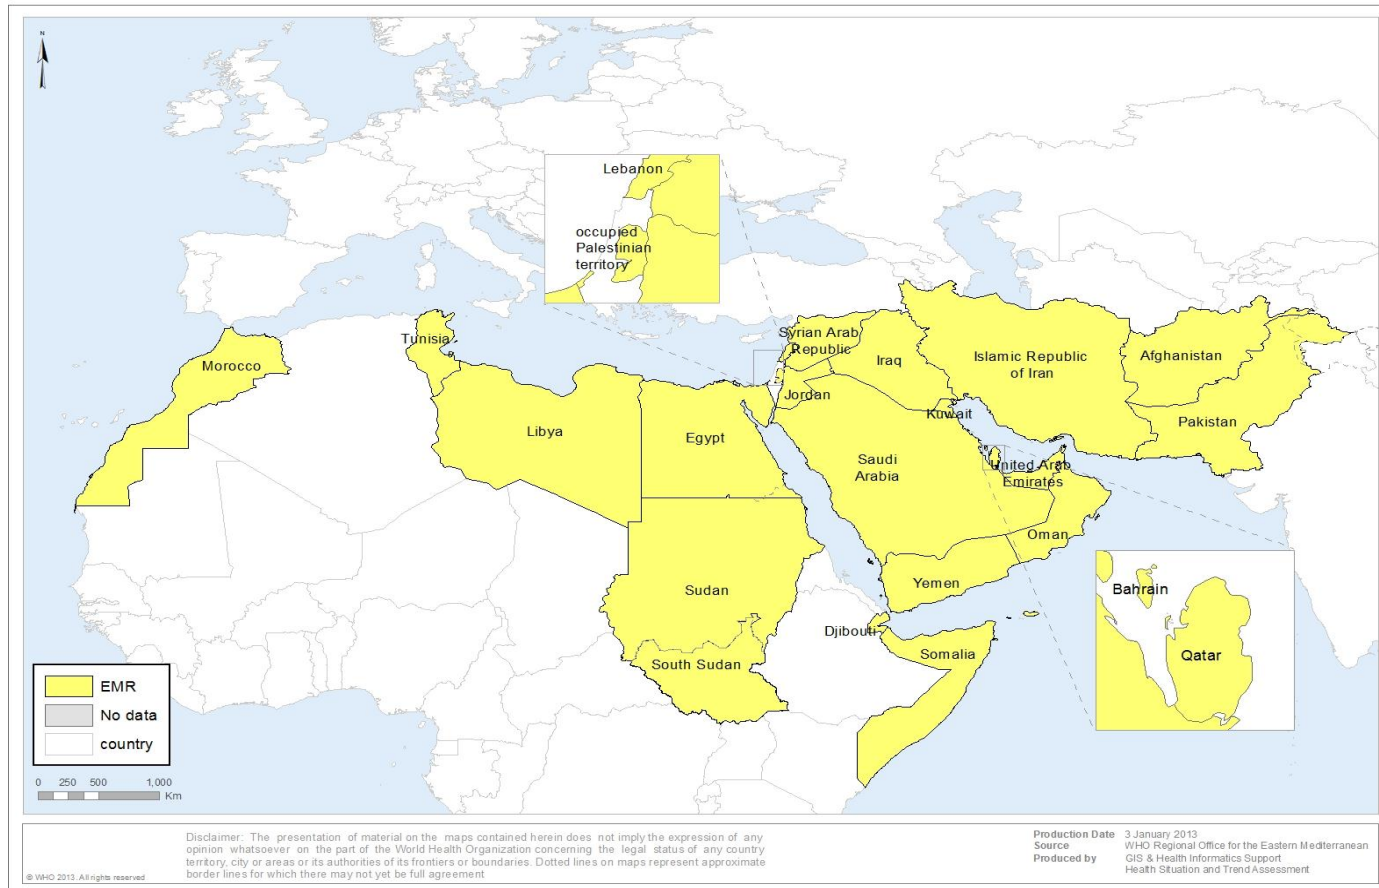 N
Lebanon
occupied
Palestinian
territory
Tunisia
Morocco
Syrian Arab
Republic
Iraq
Islamic Republic
of Iran
Afghanistan
Jordan
Kuwait
Pakistan
Libya
Egypt
Saudi
Arabia
United Arab
Emirates
Oman
Sudan
Yemen
Bahrain
Djibouti
Somalia
South Sudan
Qatar
EMR
No data
country
0 250 500 1,000
Km
Disclaimer: The presentation of material on the maps contained herein does not imply the expression of any
opinion whatsoever on the part of the World Health Organization concerning the legal status of any country
territory, city or areas or its authorities of its frontiers or boundaries. Dotted lines on maps represent approximate
border lines for which there may not yet be full agreement
© WHO 2013. All rights reserved
Production Date 3 January 2013
Source WHO Regional Office for the Eastern Mediterranean
Produced by GIS & Health Informatics Support
Health Situation and Trend Assessment